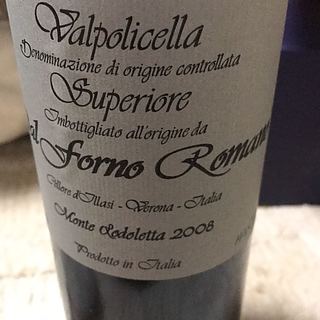 Valpolicella
Denominazione di origine controllata
Superiore
Imbottigliato all'origine da
al Forno Roman
Cellore d'Illasi - Verona - Italia
Monte Lodoletta 2008
Prodotto in Italia